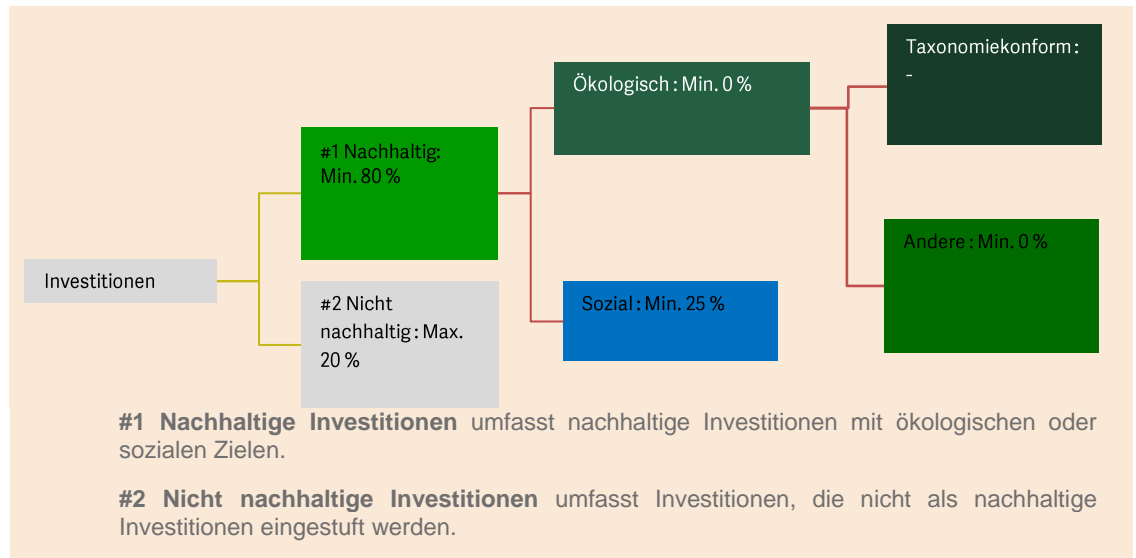 Taxonomiekonform :
-
Ökologisch : Min. 0 %
#1 Nachhaltig:
Min. 80 %
Andere : Min. 0 %
Investitionen
#2 Nicht
nachhaltig : Max.
20 %
Sozial : Min. 25 %
#1 Nachhaltige Investitionen umfasst nachhaltige Investitionen mit ökologischen oder
sozialen Zielen.
#2 Nicht nachhaltige Investitionen umfasst Investitionen, die nicht als nachhaltige
Investitionen eingestuft werden.